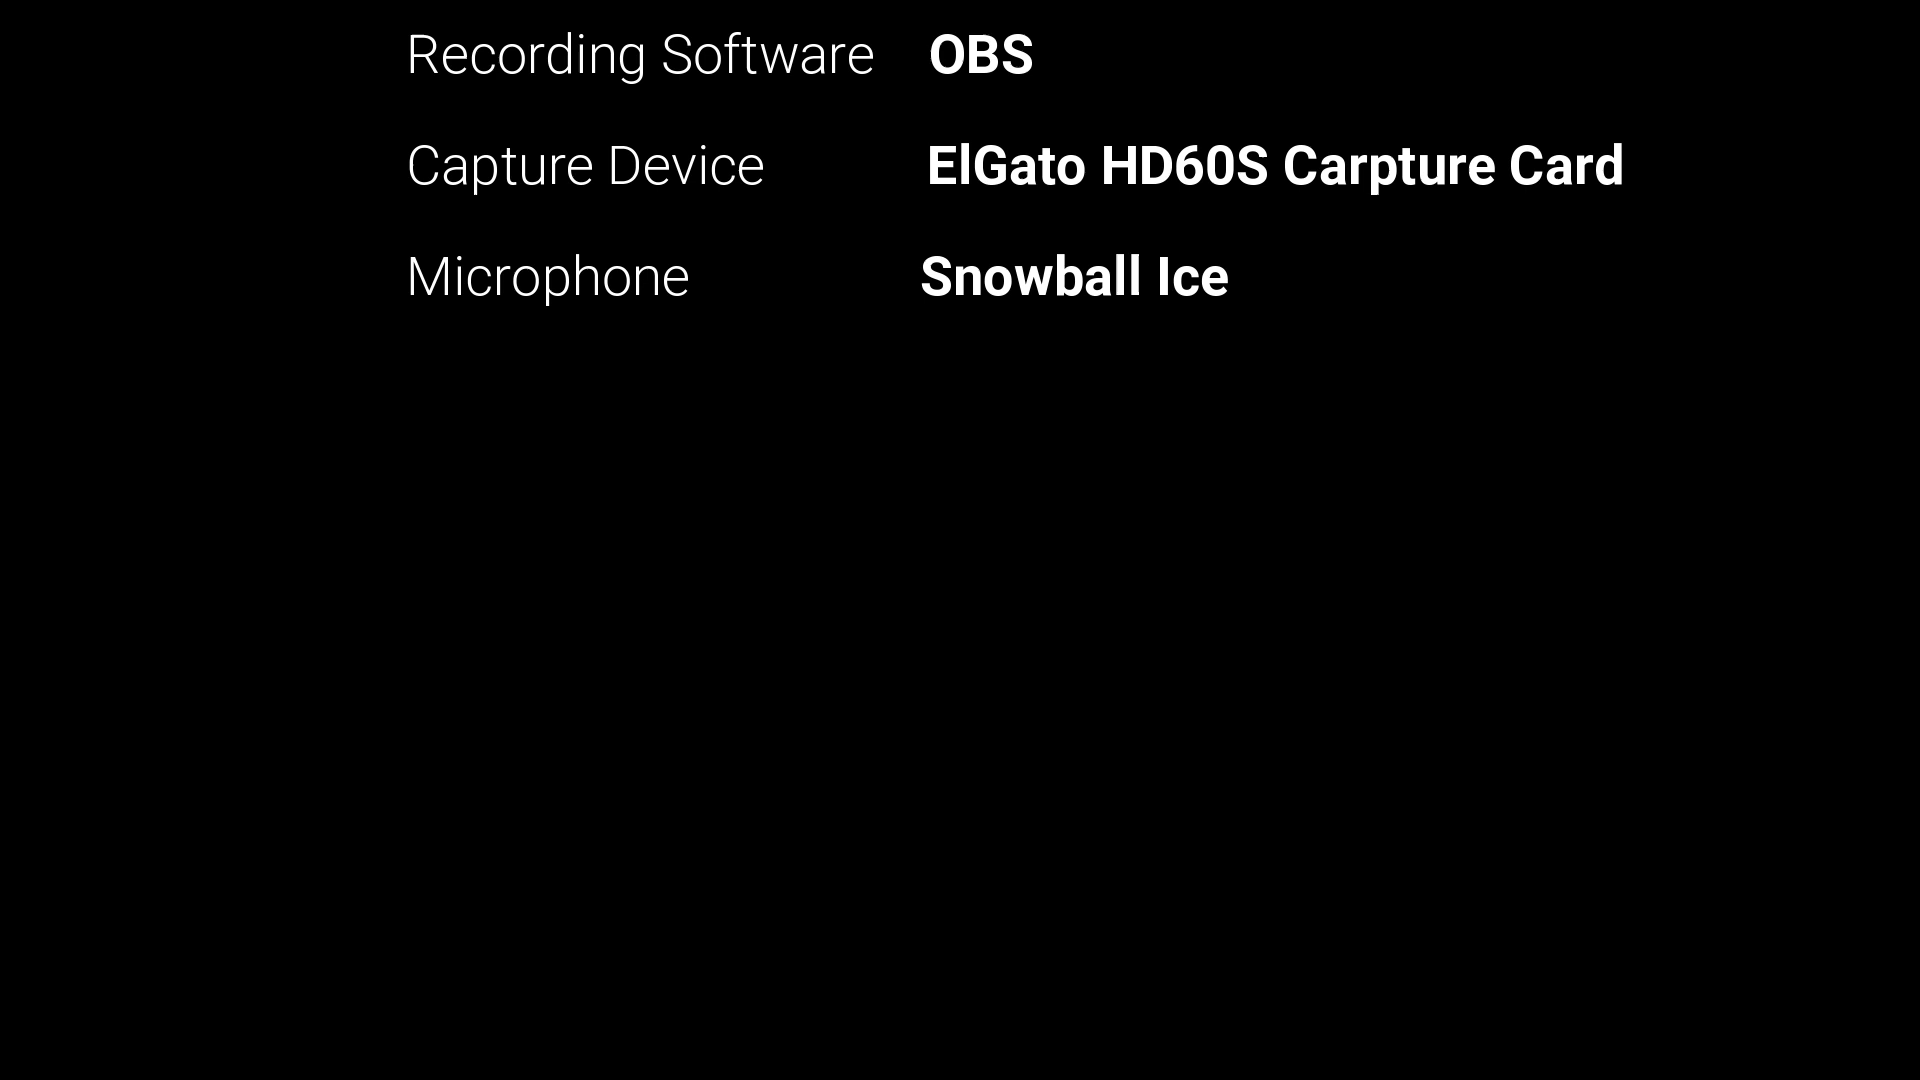 Recording Software OBS
Capture Device ElGato HD60S Carpture Card
Microphone Snowball Ice